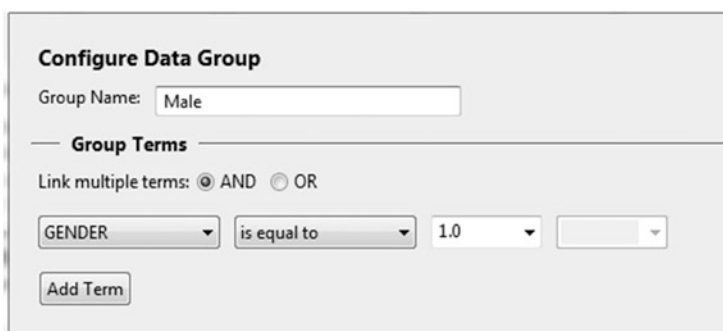 Configure Data Group
Group Name: Male
Group Terms
Link multiple terms: AND OR
GENDER is equal to 1.0
Add Term